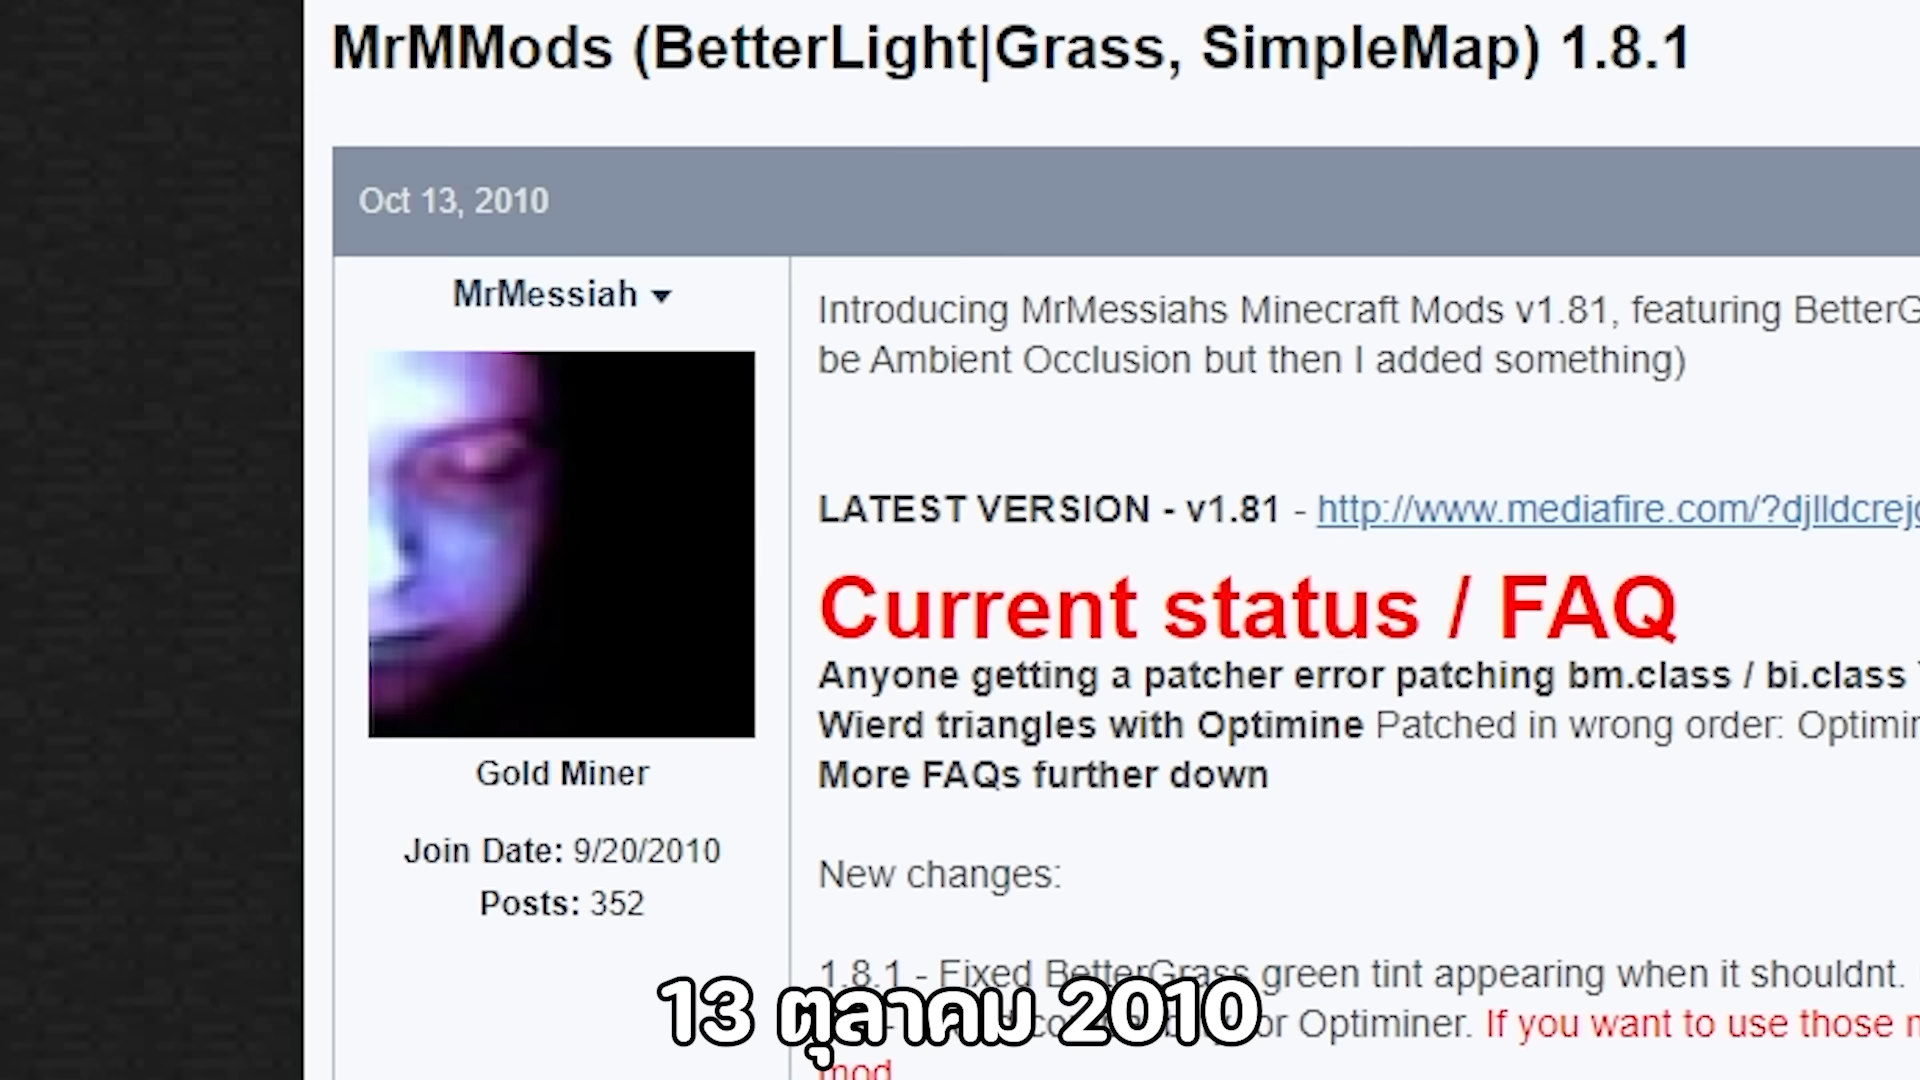 MrMMods (BetterLight|Grass, SimpleMap) 1.8.1
Oct 13, 2010
MrMessiah
Gold Miner
Join Date: 9/20/2010
Posts: 352
Introducing MrMessiahs Minecraft Mods v1.81, featuring BetterG
be Ambient Occlusion but then I added something)
LATEST VERSION - v1.81 - http://www.mediafire.com/?djlldcrejc
Current status / FAQ
Anyone getting a patcher error patching bm.class / bi.class
Wierd triangles with Optimine Patched in wrong order: Optimin
More FAQs further down
New changes:
1.8.1 - Fixed BetterGrass green tint appearing when it shouldnt.
or Optiminer. If you want to use those
mod
13 ตุลาคม 2010